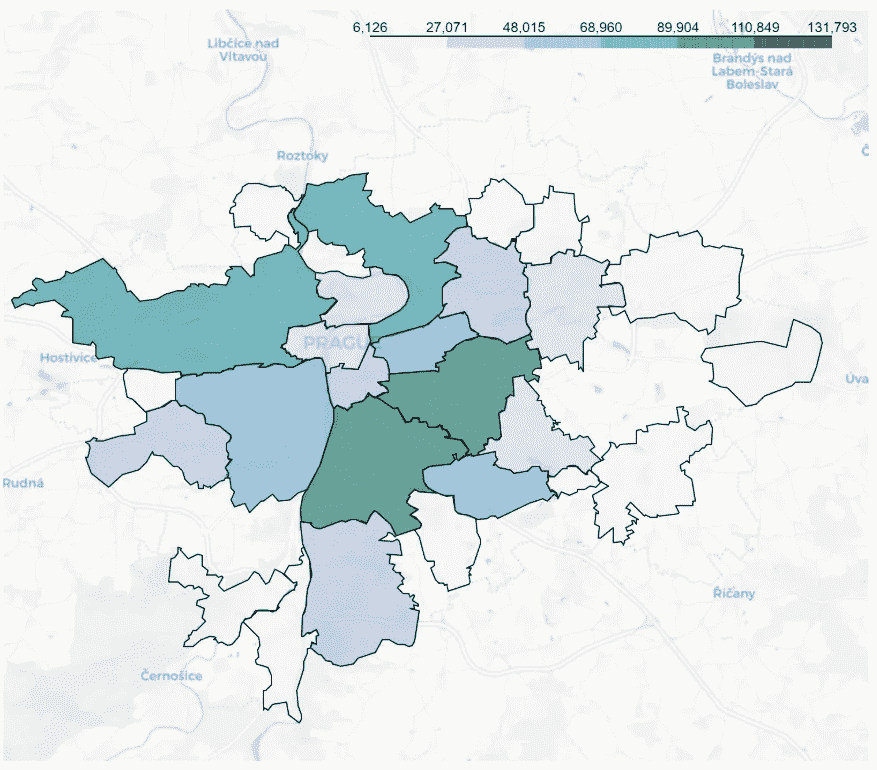 6,126 27,071 48,015 68,960 89,904 110,849 131,793
Libčice nad
Vltavou
Brandýs nad
Labem-Stará
Boleslav
Č
Roztoky
PRAGUE
Hostivice
Úva
Rudná
Říčany
Černošice